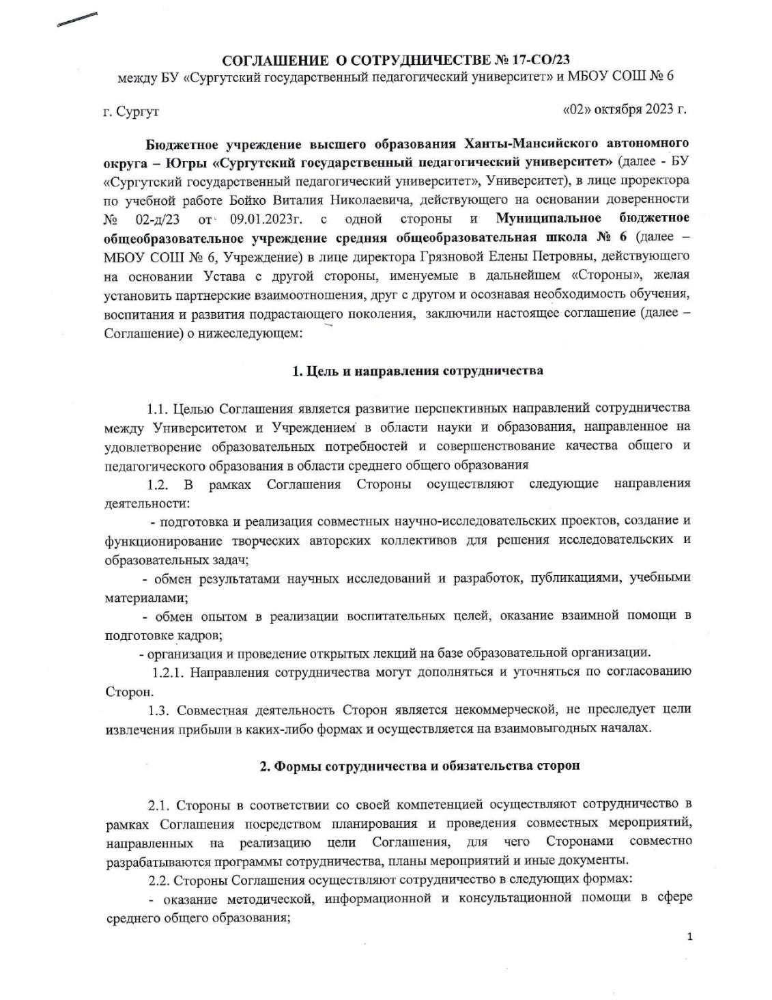 СОГЛАШЕНИЕ О СОТРУДНИЧЕСТВЕ № 17-СО/23
между БУ «Сургутский государственный педагогический университет» и МБОУ СОШ № 6
г. Сургут «02» октября 2023 г.
Бюджетное учреждение высшего образования Ханты-Мансийского автономного
округа – Югры «Сургутский государственный педагогический университет» (далее - БУ
«Сургутский государственный педагогический университет», Университет), в лице проректора
по учебной работе Бойко Виталия Николаевича, действующего на основании доверенности
№ 02-д/23 от 09.01.2023г. с одной стороны и Муниципальное бюджетное
общеобразовательное учреждение средняя общеобразовательная школа № 6 (далее –
МБОУ СОШ № 6, Учреждение) в лице директора Грязновой Елены Петровны, действующего
на основании Устава с другой стороны, именуемые в дальнейшем «Стороны», желая
установить партнерские взаимоотношения, друг с другом и осознавая необходимость обучения,
воспитания и развития подрастающего поколения, заключили настоящее соглашение (далее –
Соглашение) о нижеследующем:
1. Цель и направления сотрудничества
1.1. Целью Соглашения является развитие перспективных направлений сотрудничества
между Университетом и Учреждением в области науки и образования, направленное на
удовлетворение образовательных потребностей и совершенствование качества общего и
педагогического образования в области среднего общего образования
1.2. В рамках Соглашения Стороны осуществляют следующие направления
деятельности:
- подготовка и реализация совместных научно-исследовательских проектов, создание и
функционирование творческих авторских коллективов для решения исследовательских и
образовательных задач;
- обмен результатами научных исследований и разработок, публикациями, учебными
материалами;
- обмен опытом в реализации воспитательных целей, оказание взаимной помощи в
подготовке кадров;
- организация и проведение открытых лекций на базе образовательной организации.
1.2.1. Направления сотрудничества могут дополняться и уточняться по согласованию
Сторон.
1.3. Совместная деятельность Сторон является некоммерческой, не преследует цели
извлечения прибыли в каких-либо формах и осуществляется на взаимовыгодных началах.
2. Формы сотрудничества и обязательства сторон
2.1. Стороны в соответствии со своей компетенцией осуществляют сотрудничество в
рамках Соглашения посредством планирования и проведения совместных мероприятий,
направленных на реализацию цели Соглашения, для чего Сторонами совместно
разрабатываются программы сотрудничества, планы мероприятий и иные документы.
2.2. Стороны Соглашения осуществляют сотрудничество в следующих формах:
- оказание методической, информационной и консультационной помощи в сфере
среднего общего образования;
1